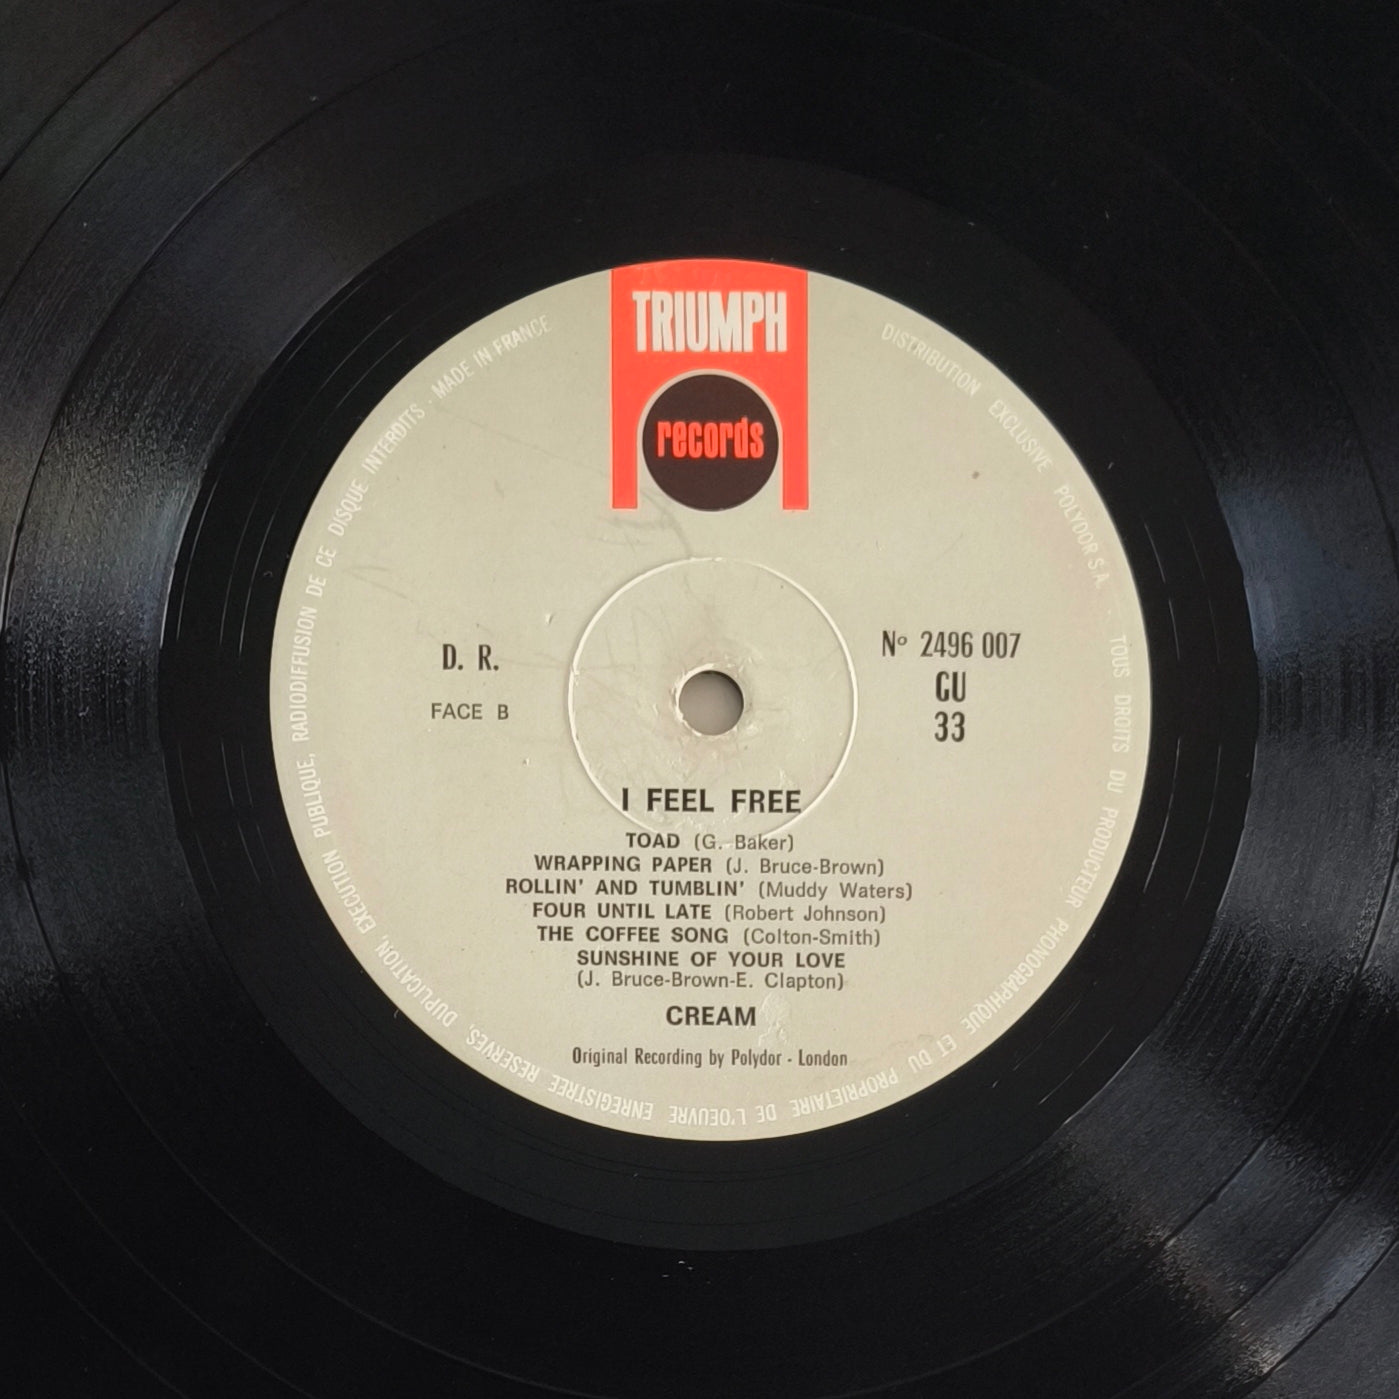 TRIUMPH
records
D. R.
FACE B
Nº 2496 007
GU
33
I FEEL FREE
TOAD (G. Baker)
WRAPPING PAPER (J. Bruce-Brown)
ROLLIN' AND TUMBLIN' (Muddy Waters)
FOUR UNTIL LATE (Robert Johnson)
THE COFFEE SONG (Colton-Smith)
SUNSHINE OF YOUR LOVE
(J. Bruce-Brown-E. Clapton)
CREAM
Original Recording by Polydor - London
DISTRIBUTION EXCLUSIVE POLYDOR S.A. TOUS DROITS DU PRODUCTEUR PHONOGRAPHIQUE ET DU PROPRIETAIRE DE L'OEUVRE ENREGISTREE RESERVES. DUPLICATION, EXECUTION PUBLIQUE, RADIODIFFUSION DE CE DISQUE INTERDITS · MADE IN FRANCE